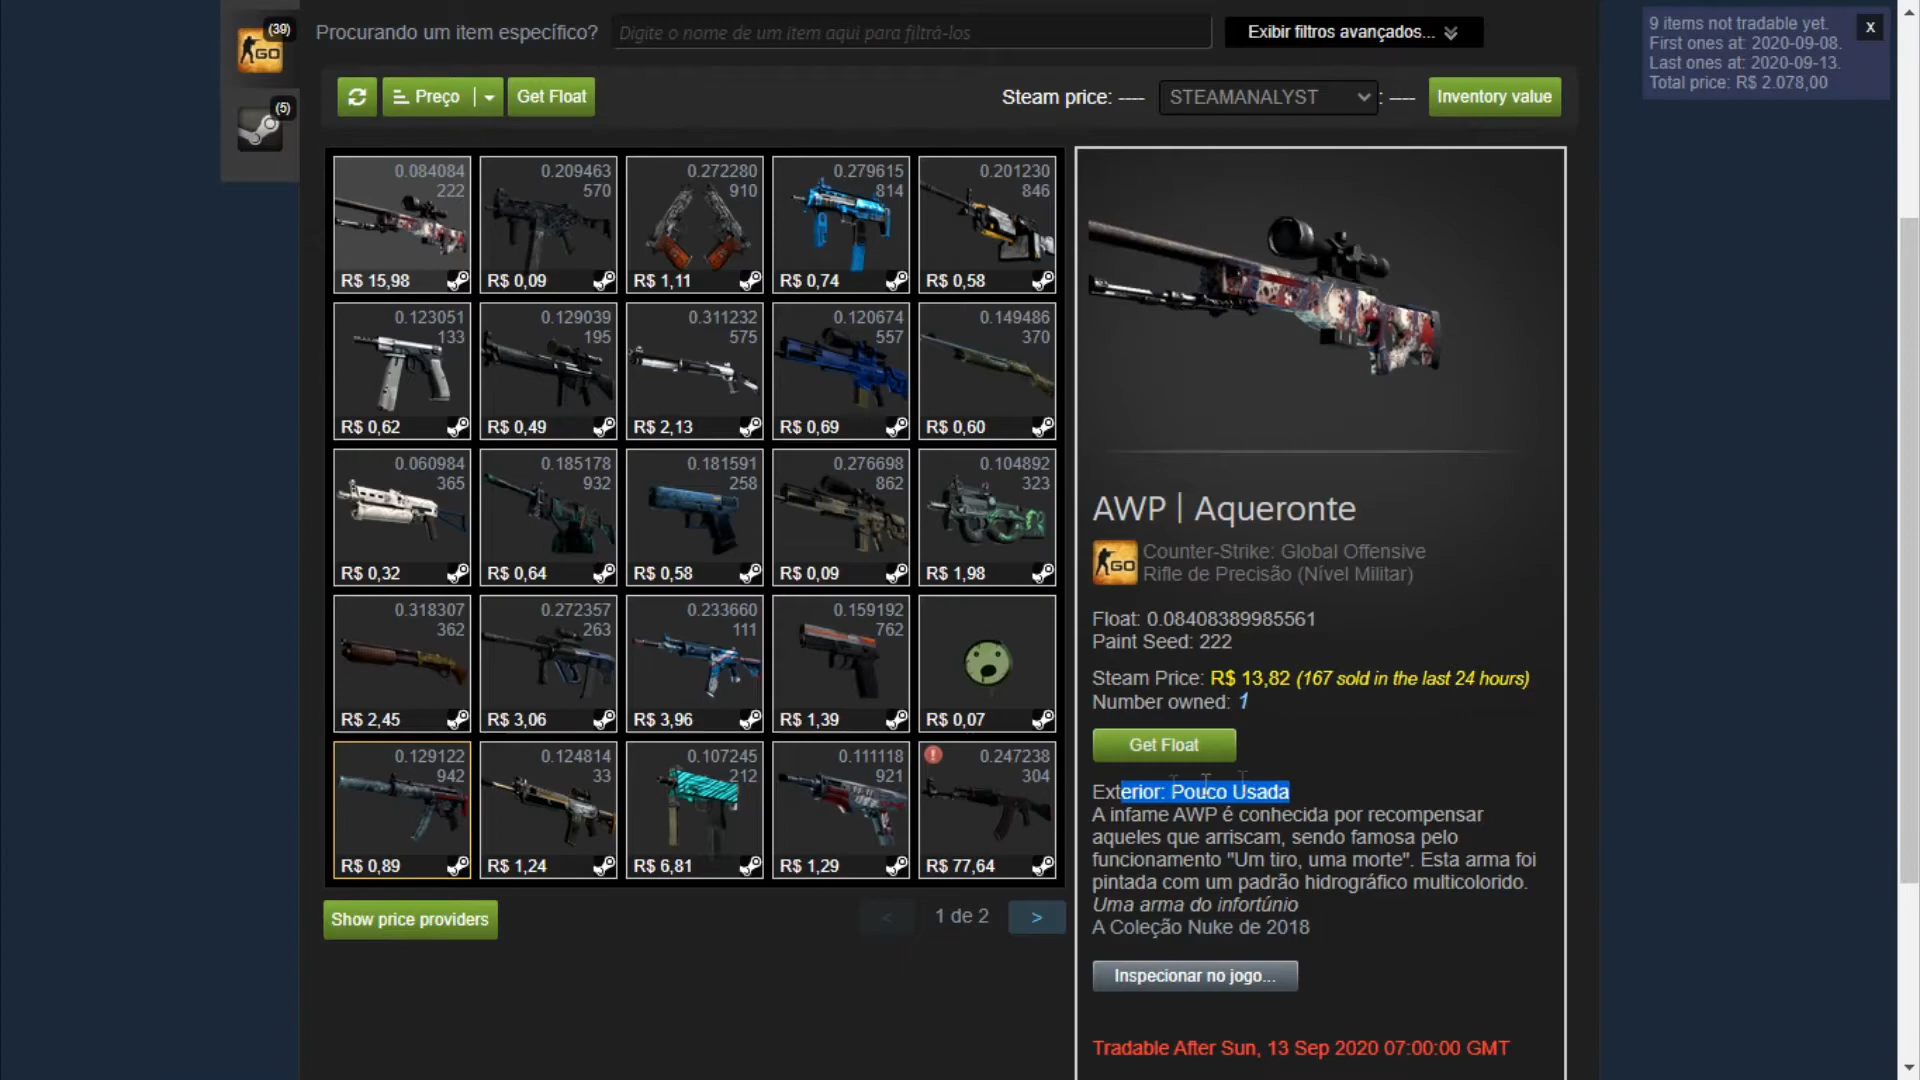 (39)
Procurando um item específico?
Digite o nome de um item aqui para filtrá-los
Exibir filtros avançados...
9 items not tradable yet.
First ones at: 2020-09-08.
Last ones at: 2020-09-13.
Total price: R$ 2.078,00
X
GO
(5)
Preço
Get Float
Steam price: ----
STEAMANALYST
: ----
Inventory value
0.084084
222
R$ 15,98
0.209463
570
R$ 0,09
0.272280
910
R$ 1,11
0.279615
814
R$ 0,74
0.201230
846
R$ 0,58
0.123051
133
R$ 0,62
0.129039
195
R$ 0,49
0.311232
575
R$ 2,13
0.120674
557
R$ 0,69
0.149486
370
R$ 0,60
0.060984
365
R$ 0,32
0.185178
932
R$ 0,64
0.181591
258
R$ 0,58
0.276698
862
R$ 0,09
0.104892
323
R$ 1,98
0.318307
362
R$ 2,45
0.272357
263
R$ 3,06
0.233660
111
R$ 3,96
0.159192
762
R$ 1,39
R$ 0,07
0.129122
942
R$ 0,89
0.124814
33
R$ 1,24
0.107245
212
R$ 6,81
0.111118
921
R$ 1,29
!
0.247238
304
R$ 77,64
Show price providers
<
1 de 2
>
AWP | Aqueronte
GO
Counter-Strike: Global Offensive
Rifle de Precisão (Nível Militar)
Float: 0.08408389985561
Paint Seed: 222
Steam Price: R$ 13,82 (167 sold in the last 24 hours)
Number owned: 1
Get Float
Exterior: Pouco Usada
A infame AWP é conhecida por recompensar
aqueles que arriscam, sendo famosa pelo
funcionamento "Um tiro, uma morte". Esta arma foi
pintada com um padrão hidrográfico multicolorido.
Uma arma do infortúnio
A Coleção Nuke de 2018
Inspecionar no jogo...
Tradable After Sun, 13 Sep 2020 07:00:00 GMT